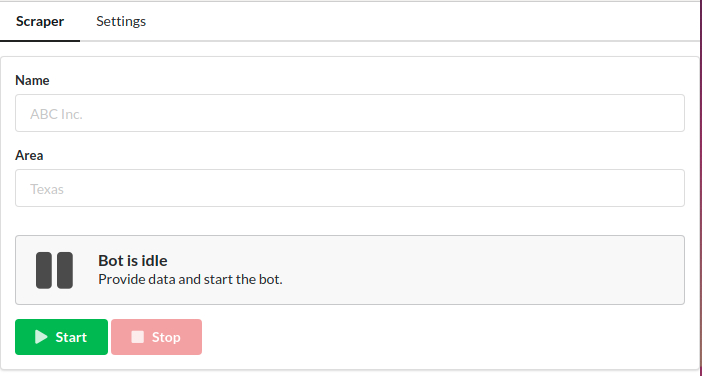 Scraper Settings
Name
ABC Inc.
Area
Texas
Bot is idle
Provide data and start the bot.
Start Stop